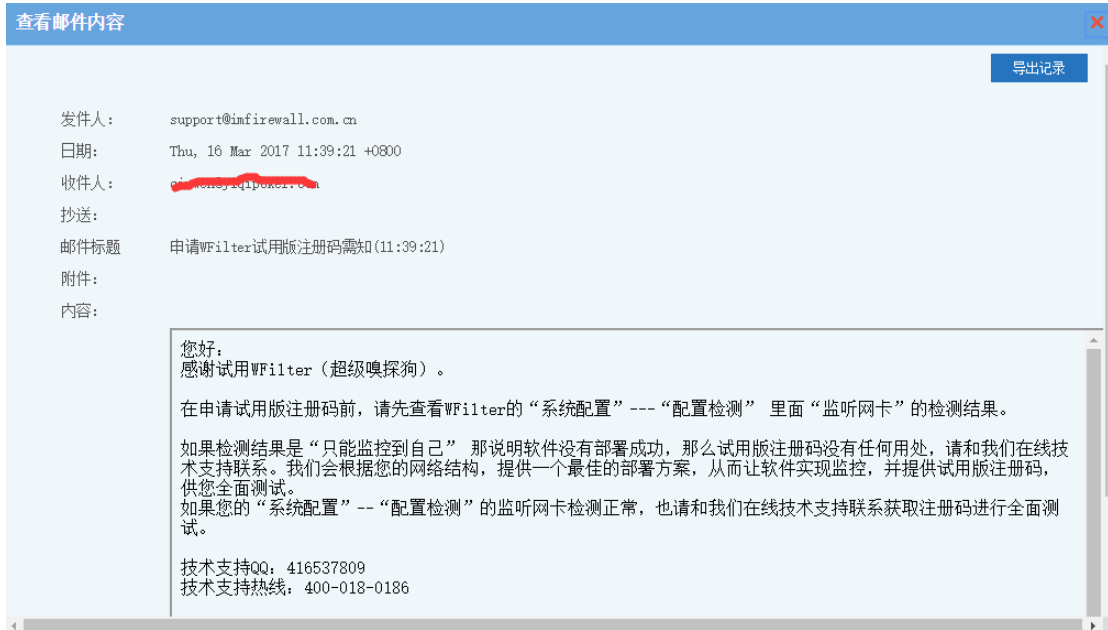 查看邮件内容
导出记录
发件人： support@imfirewall.com.cn
日期： Thu, 16 Mar 2017 11:39:21 +0800
收件人：
抄送：
邮件标题 申请WFilter试用版注册码需知(11:39:21)
附件：
内容：
您好：
感谢试用WFilter（超级嗅探狗）。
在申请试用版注册码前，请先查看WFilter的“系统配置”---“配置检测” 里面“监听网卡”的检测结果。
如果检测结果是“只能监控到自己” 那说明软件没有部署成功，那么试用版注册码没有任何用处，请和我们在线技
术支持联系。我们会根据您的网络结构，提供一个最佳的部署方案，从而让软件实现监控，并提供试用版注册码，
供您全面测试。
如果您的“系统配置”--“配置检测”的监听网卡检测正常，也请和我们在线技术支持联系获取注册码进行全面测
试。
技术支持QQ：416537809
技术支持热线：400-018-0186